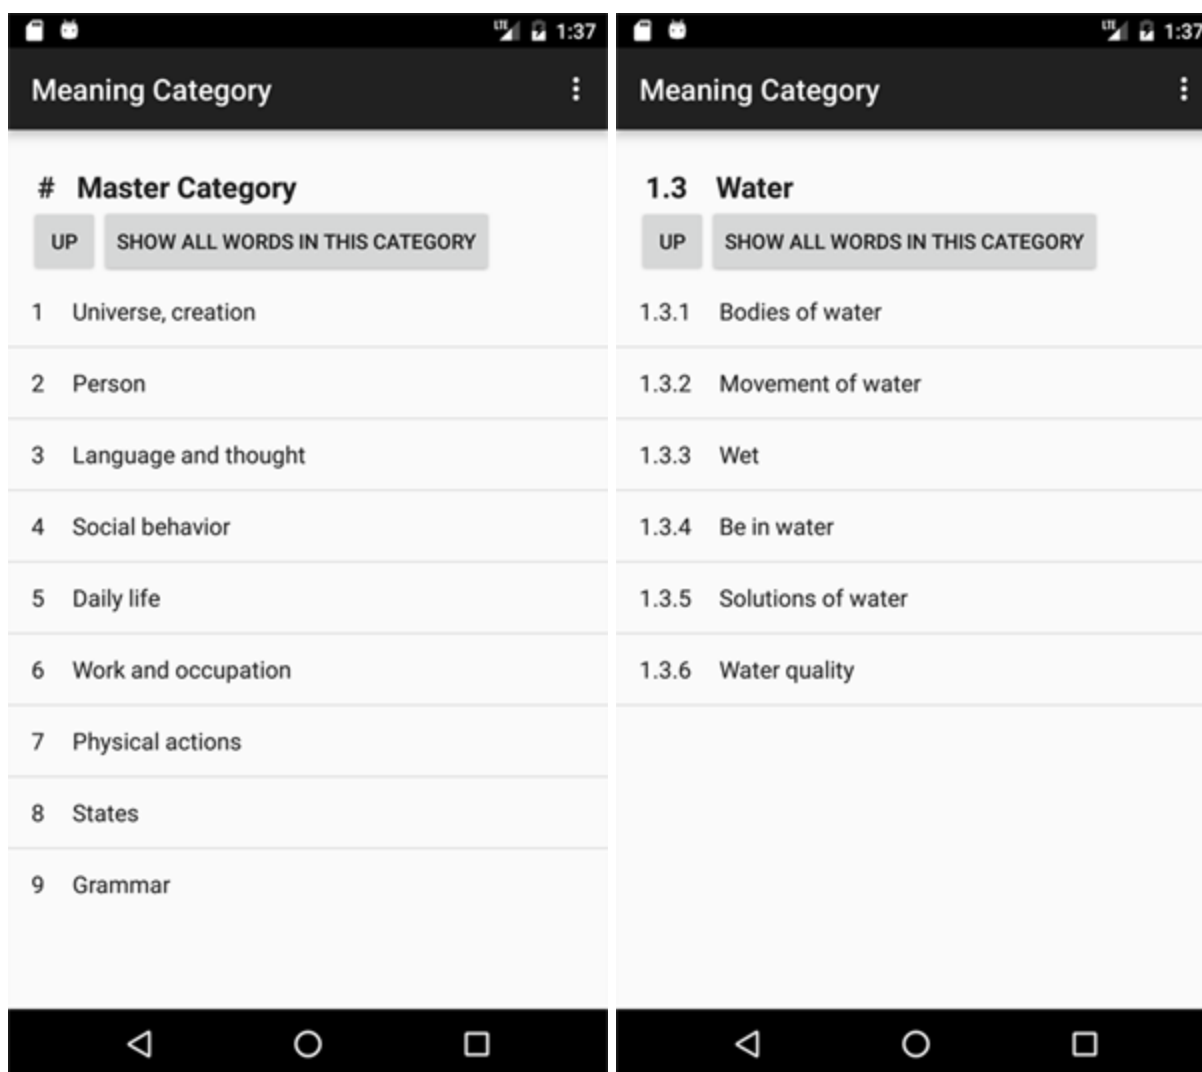 LTE 1:37
Meaning Category
# Master Category
UP SHOW ALL WORDS IN THIS CATEGORY
1 Universe, creation
2 Person
3 Language and thought
4 Social behavior
5 Daily life
6 Work and occupation
7 Physical actions
8 States
9 Grammar
LTE 1:37
Meaning Category
1.3 Water
UP SHOW ALL WORDS IN THIS CATEGORY
1.3.1 Bodies of water
1.3.2 Movement of water
1.3.3 Wet
1.3.4 Be in water
1.3.5 Solutions of water
1.3.6 Water quality